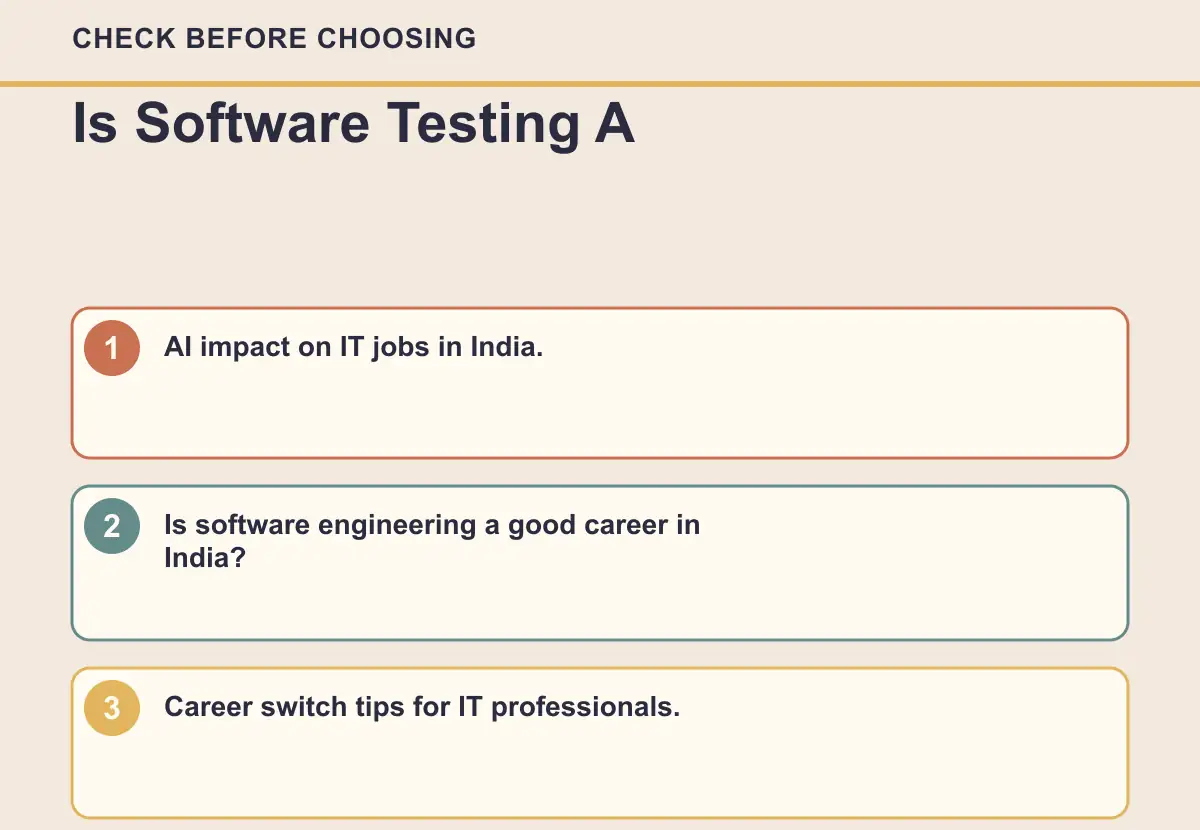 CHECK BEFORE CHOOSING
Is Software Testing A
1
AI impact on IT jobs in India.
2
Is software engineering a good career in
India?
3
Career switch tips for IT professionals.